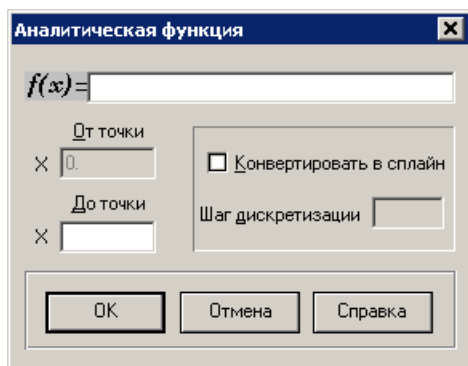 Аналитическая функция
f(x)=
От точки
X 0.
До точки
X
Конвертировать в сплайн
Шаг дискретизации
OK Отмена Справка